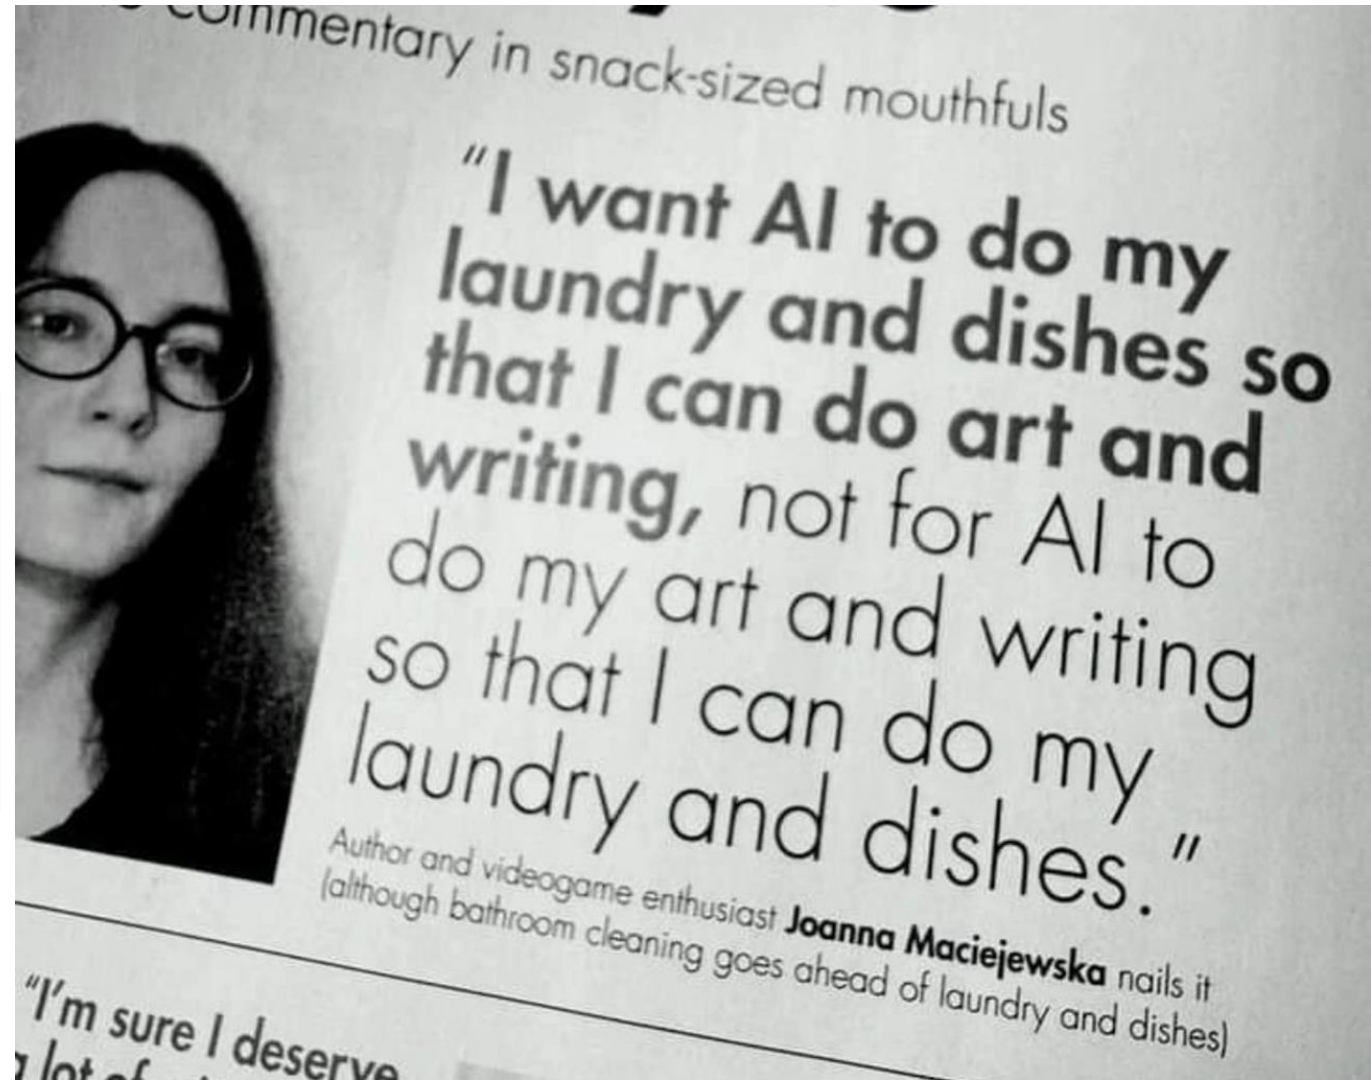 commentary in snack-sized mouthfuls
“I want AI to do my
laundry and dishes so
that I can do art and
writing, not for AI to
do my art and writing
so that I can do my
laundry and dishes.”
Author and videogame enthusiast Joanna Maciejewska nails it
(although bathroom cleaning goes ahead of laundry and dishes)
“I’m sure I deserve
lot of